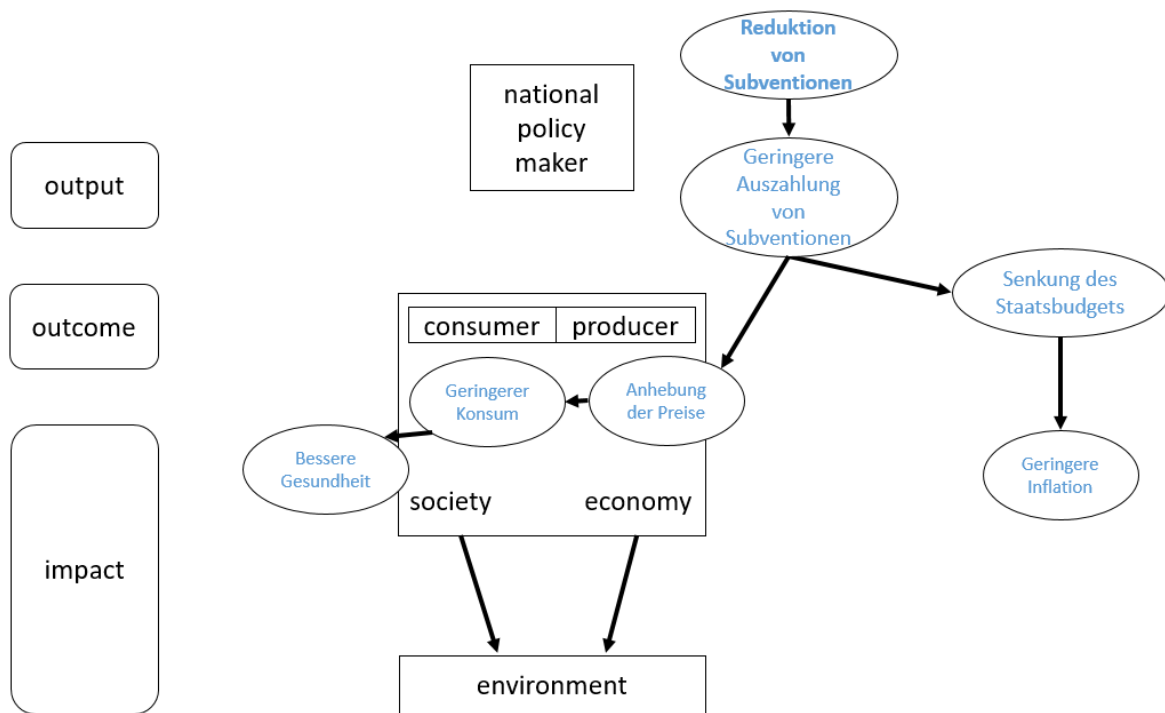 Reduktion
von
Subventionen
national
policy
maker
output
Geringere
Auszahlung
von
Subventionen
Senkung des
Staatsbudgets
outcome
consumer
producer
Geringerer
Konsum
Anhebung
der Preise
Bessere
Gesundheit
Geringere
Inflation
society
economy
impact
environment